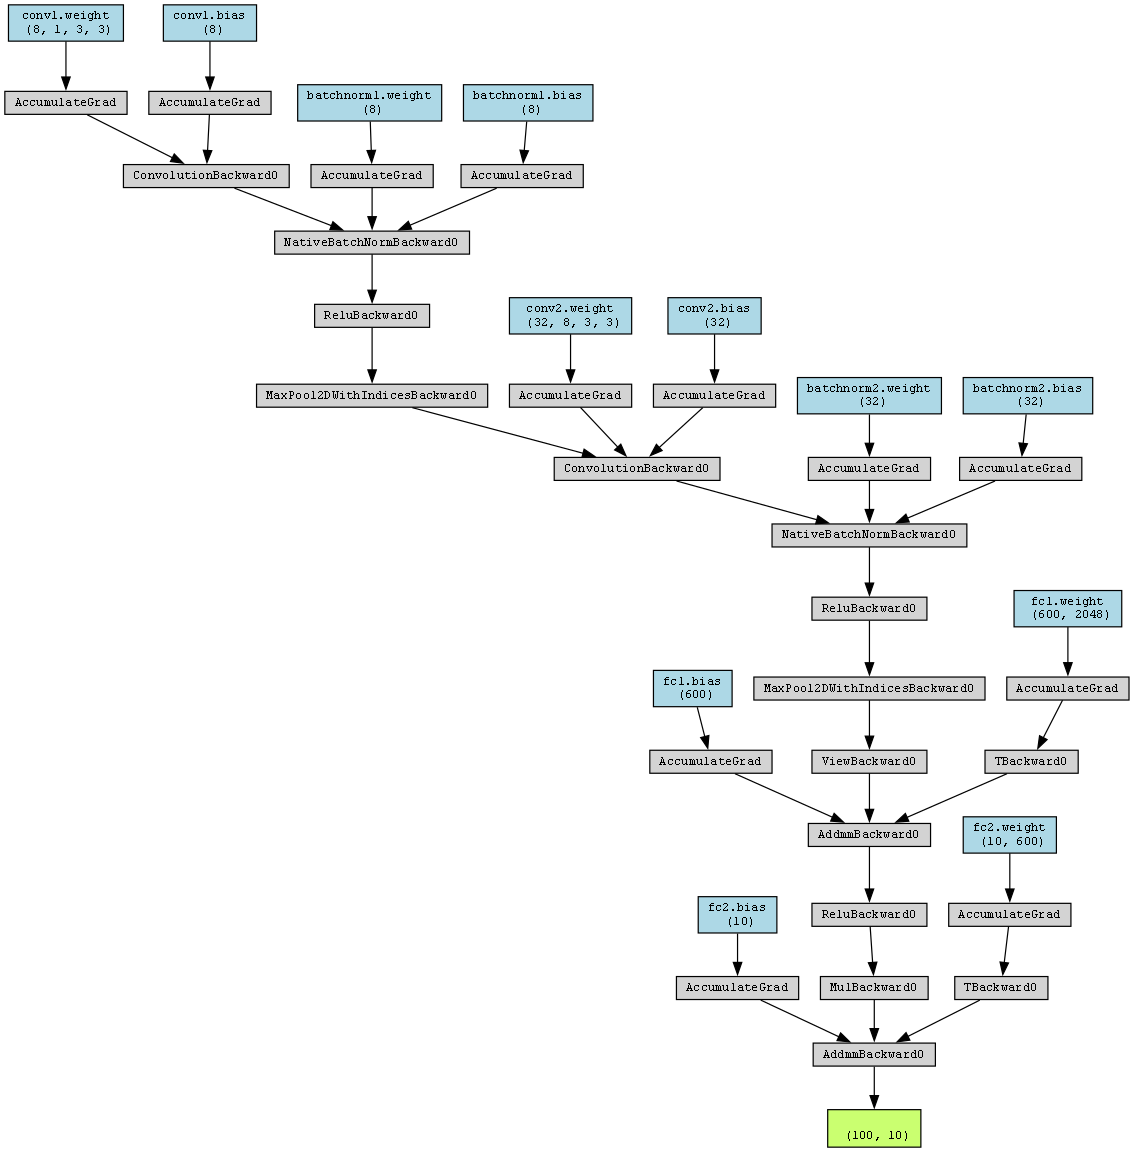 conv1.weight
(8, 1, 3, 3)
conv1.bias
(8)
AccumulateGrad
AccumulateGrad
batchnorm1.weight
(8)
batchnorm1.bias
(8)
ConvolutionBackward0
AccumulateGrad
AccumulateGrad
NativeBatchNormBackward0
ReluBackward0
conv2.weight
(32, 8, 3, 3)
conv2.bias
(32)
MaxPool2DWithIndicesBackward0
AccumulateGrad
AccumulateGrad
batchnorm2.weight
(32)
batchnorm2.bias
(32)
ConvolutionBackward0
AccumulateGrad
AccumulateGrad
NativeBatchNormBackward0
ReluBackward0
fc1.weight
(600, 2048)
fc1.bias
(600)
MaxPool2DWithIndicesBackward0
AccumulateGrad
AccumulateGrad
ViewBackward0
TBackward0
AddmmBackward0
fc2.weight
(10, 600)
fc2.bias
(10)
ReluBackward0
AccumulateGrad
AccumulateGrad
MulBackward0
TBackward0
AddmmBackward0
(100, 10)